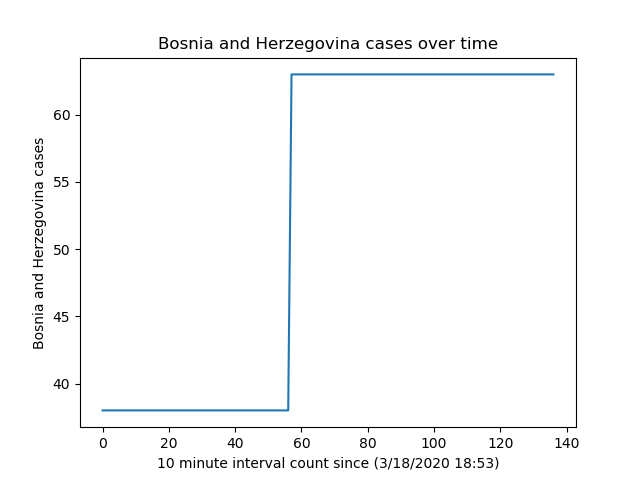 Bosnia and Herzegovina cases over time
Bosnia and Herzegovina cases
60
55
50
45
40
0 20 40 60 80 100 120 140
10 minute interval count since (3/18/2020 18:53)